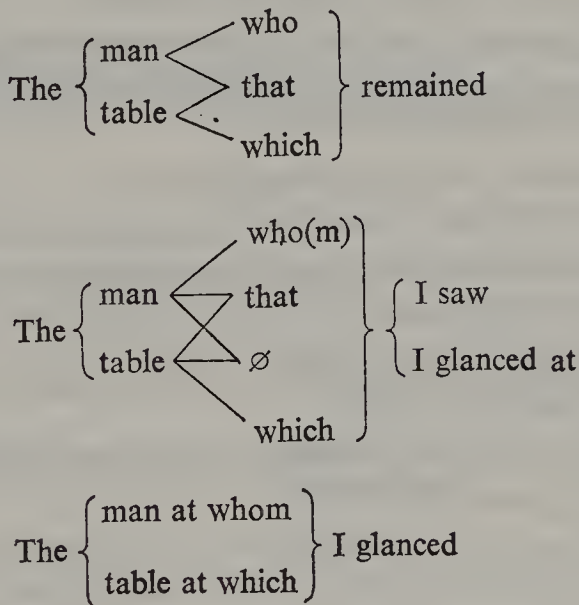 who
man
The that remained
table
which
who(m)
man that I saw
The
table ∅ I glanced at
which
man at whom
The I glanced
table at which